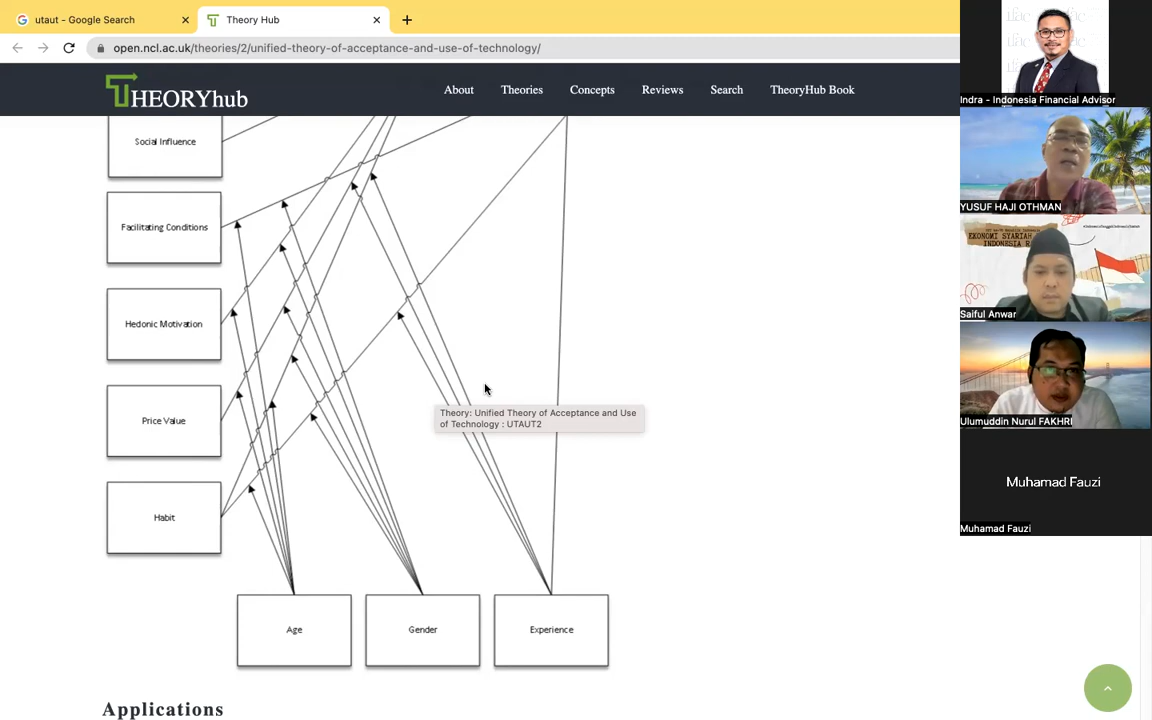 utaut - Google Search
Theory Hub
open.ncl.ac.uk/theories/2/unified-theory-of-acceptance-and-use-of-technology/
THEORYhub
About
Theories
Concepts
Reviews
Search
TheoryHub Book
Social Influence
Facilitating Conditions
Hedonic Motivation
Price Value
Habit
Theory: Unified Theory of Acceptance and Use
of Technology : UTAUT2
Age
Gender
Experience
Applications
Indra - Indonesia Financial Advisor
YUSUF HAJI OTHMAN
EKONOMI SYARIAH
INDONESIA
Saiful Anwar
Ulumuddin Nurul FAKHRI
Muhamad Fauzi
Muhamad Fauzi